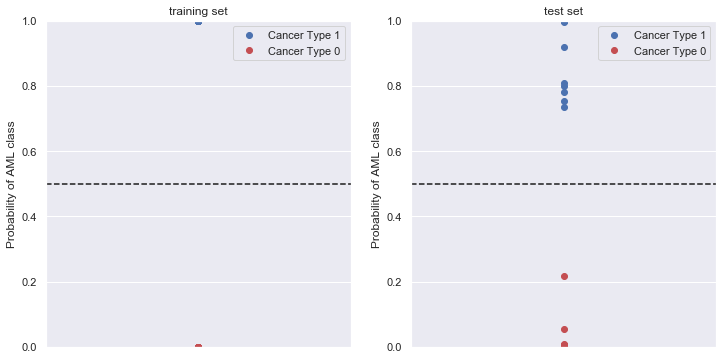 training set
Probability of AML class
1.0
0.8
0.6
0.4
0.2
0.0
Cancer Type 1
Cancer Type 0
test set
Probability of AML class
1.0
0.8
0.6
0.4
0.2
0.0
Cancer Type 1
Cancer Type 0